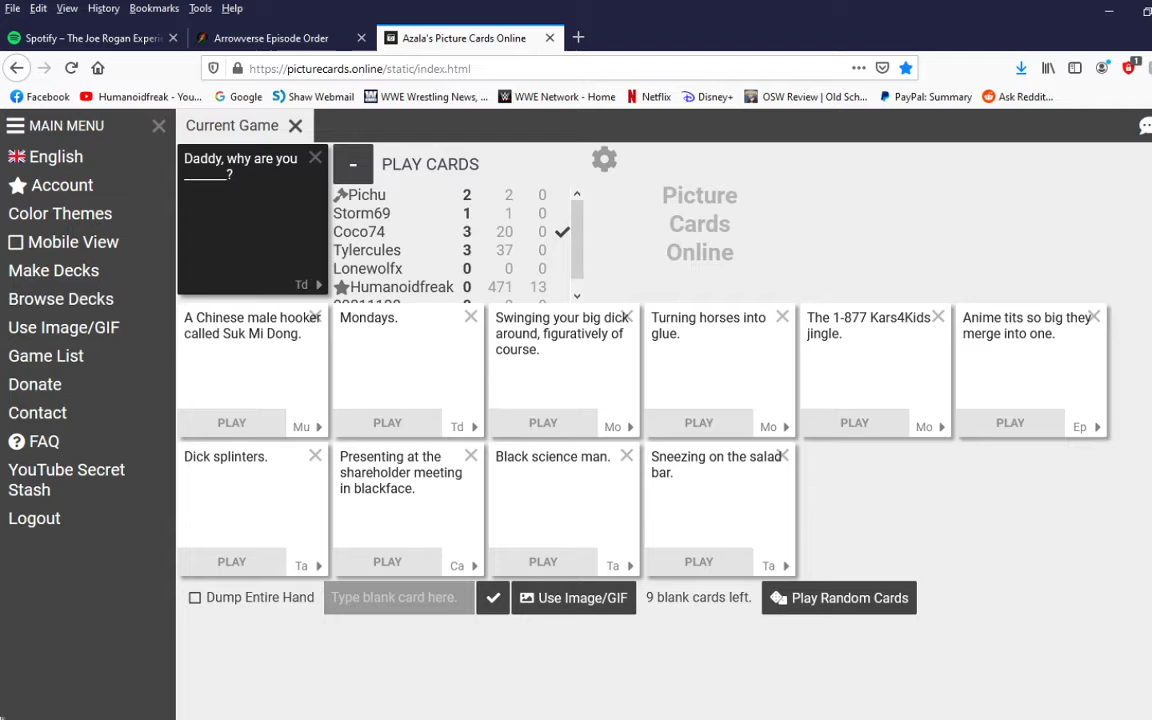 File Edit View History Bookmarks Tools Help
Spotify – The Joe Rogan Experi
Arrowverse Episode Order
Azala's Picture Cards Online
https://picturecards.online/static/index.html
Facebook
Humanoidfreak - You...
Google
Shaw Webmail
WWE Wrestling News, ...
WWE Network - Home
Netflix
Disney+
OSW Review | Old Sch...
PayPal: Summary
Ask Reddit...
MAIN MENU
English
Account
Color Themes
Mobile View
Make Decks
Browse Decks
Use Image/GIF
Game List
Donate
Contact
FAQ
YouTube Secret
Stash
Logout
Current Game
Daddy, why are you
______?
Td
- PLAY CARDS
Pichu 2 2 0
Storm69 1 1 0
Coco74 3 20 0
Tylercules 3 37 0
Lonewolfx 0 0 0
Humanoidfreak 0 471 13
Picture
Cards
Online
A Chinese male hooker
called Suk Mi Dong.
PLAY Mu
Mondays.
PLAY Td
Swinging your big dick
around, figuratively of
course.
PLAY Mo
Turning horses into
glue.
PLAY Mo
The 1-877 Kars4Kids
jingle.
PLAY Mo
Anime tits so big they
merge into one.
PLAY Ep
Dick splinters.
PLAY Ta
Presenting at the
shareholder meeting
in blackface.
PLAY Ca
Black science man.
PLAY Ta
Sneezing on the salad
bar.
PLAY Ta
Dump Entire Hand
Type blank card here.
Use Image/GIF
9 blank cards left.
Play Random Cards